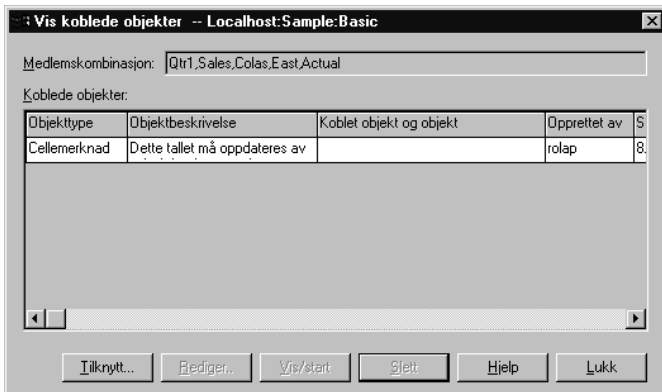 Vis koblede objekter -- Localhost:Sample:Basic
Medlemskombinasjon: Qtr1,Sales,Colas,East,Actual
Koblede objekter:
Objekttype Objektbeskrivelse Koblet objekt og objekt Opprettet av S
Cellemerknad Dette tallet må oppdateres av rolap 8.
Tilknytt... Rediger.. Vis/start Slett Hjelp Lukk